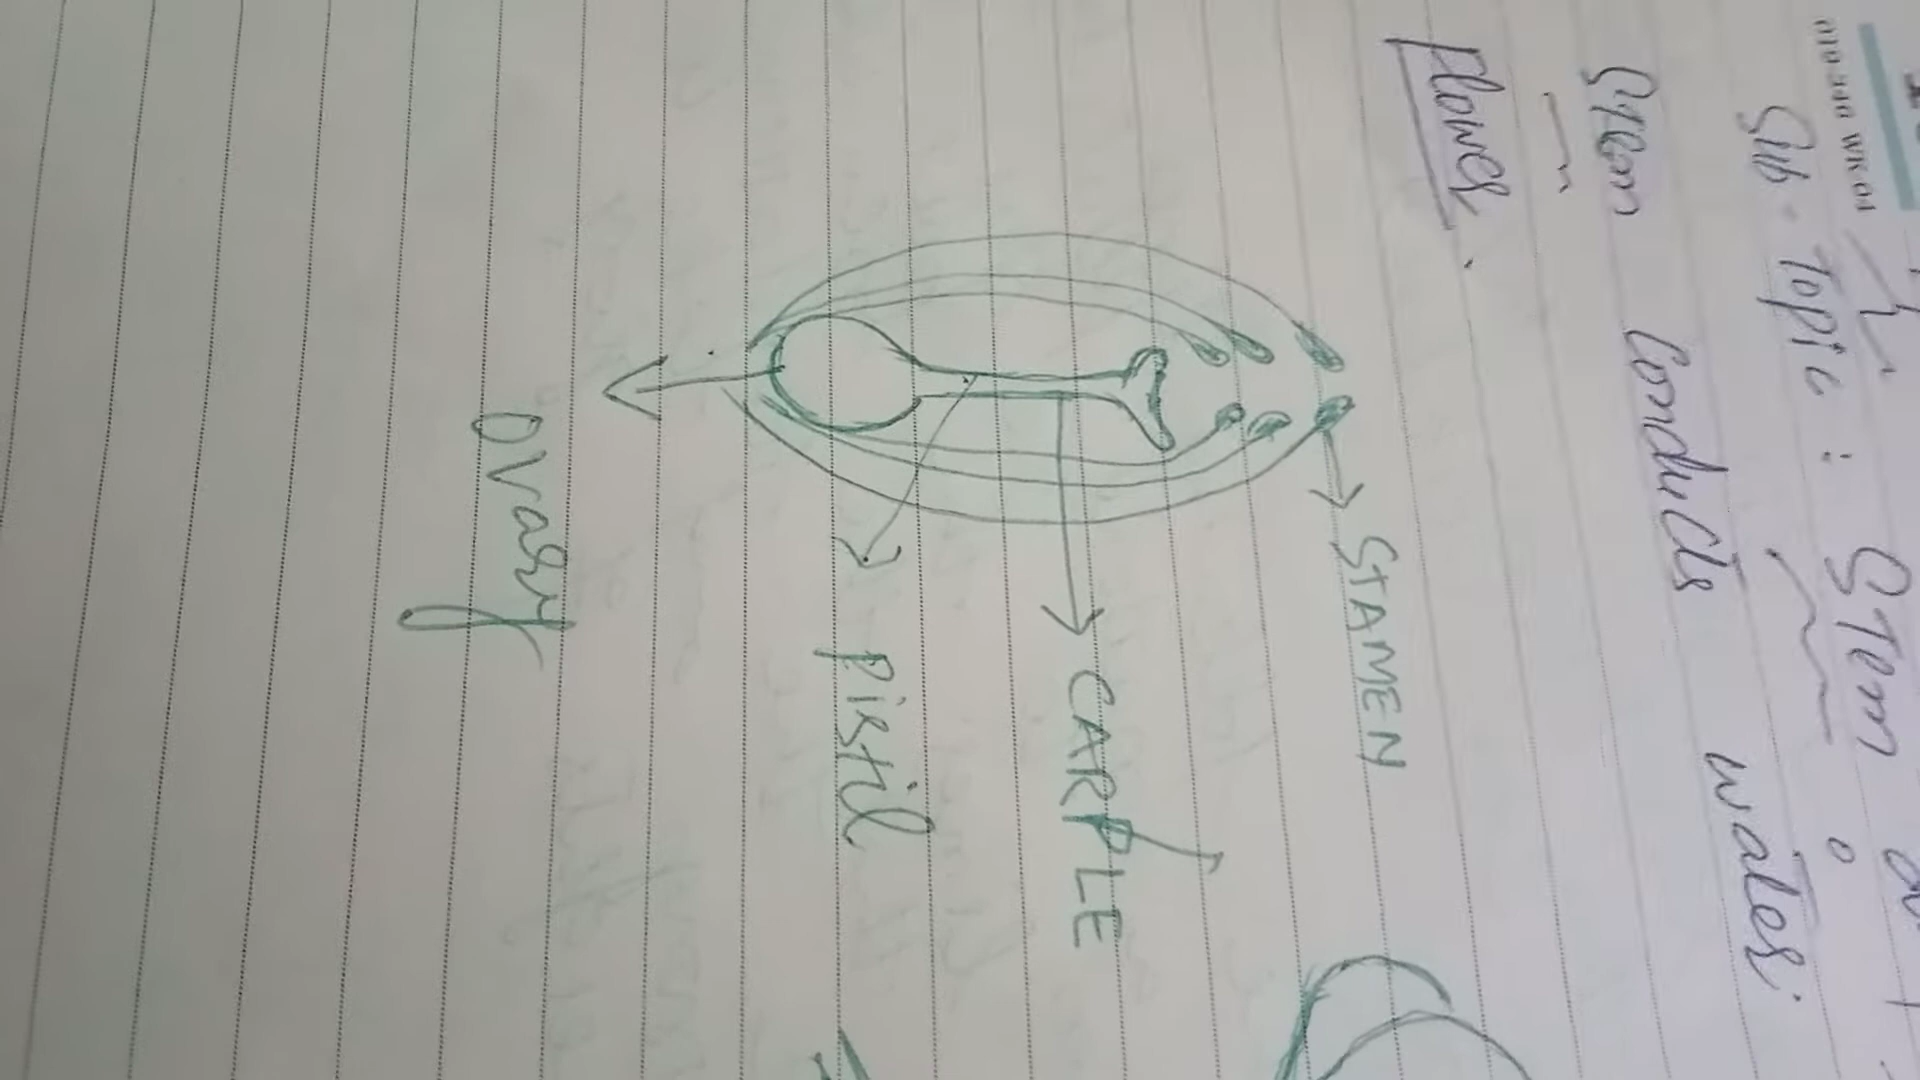 Sub-Topic : STem
Stem Conducts water
flower.
STAMEN
CARPLE
pistil
Ovary